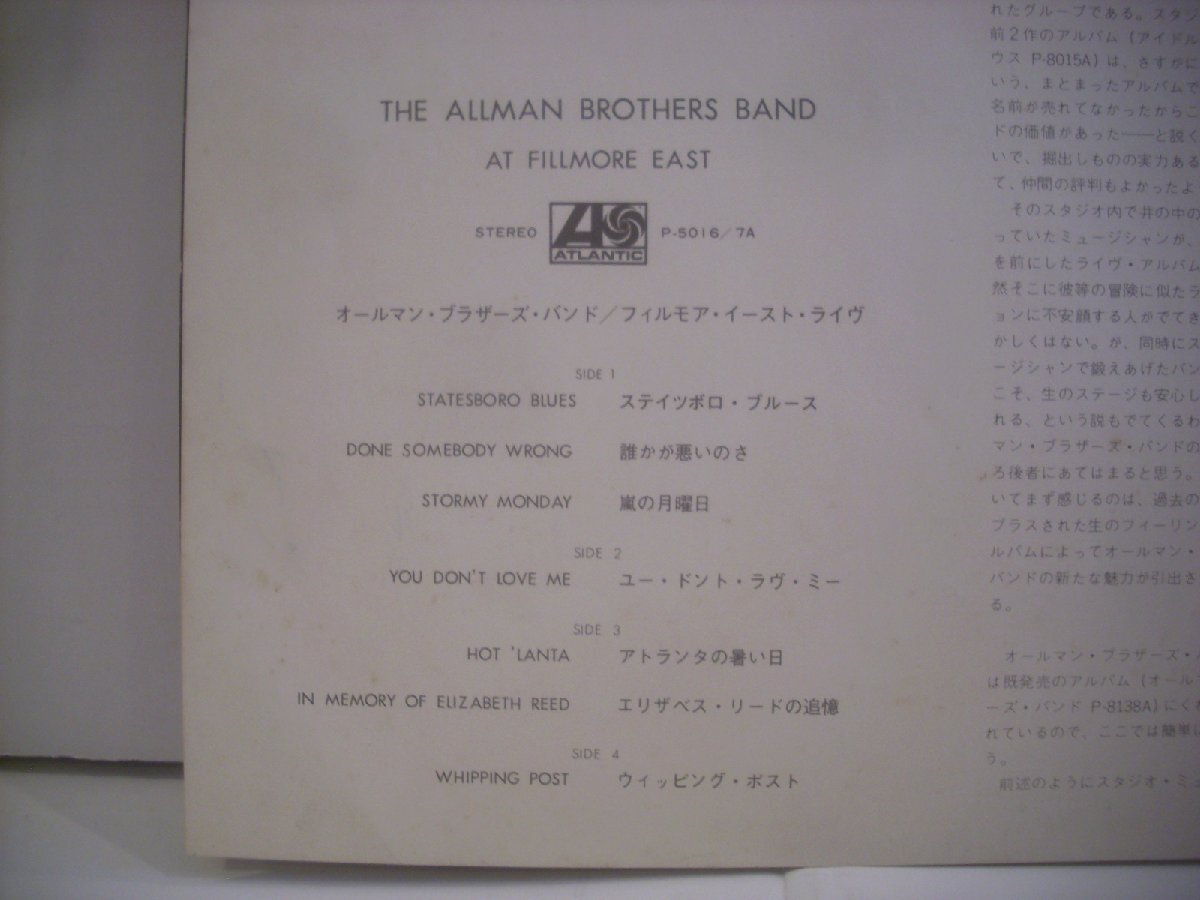 THE ALLMAN BROTHERS BAND
AT FILLMORE EAST
STEREO ATLANTIC P-5016/7A
オールマン・ブラザーズ・バンド/フィルモア・イースト・ライヴ
SIDE 1
STATESBORO BLUES ステイツボロ・ブルース
DONE SOMEBODY WRONG 誰かが悪いのさ
STORMY MONDAY 嵐の月曜日
SIDE 2
YOU DON'T LOVE ME ユー・ドント・ラヴ・ミー
SIDE 3
HOT 'LANTA アトランタの暑い日
IN MEMORY OF ELIZABETH REED エリザベス・リードの追憶
SIDE 4
WHIPPING POST ウィッピング・ポスト
れたグループである。スタジ
前2作のアルバム(アイドル
ウス P-8015A)は、さすがに
いう、まとまったアルバムで
名前が売れてなかったからこ
ドの価値があった——と説く
いで、掘出しものの実力ある
て、仲間の評判もよかったよ
そのスタジオ内で井の中の
っていたミュージシャンが、
を前にしたライヴ・アルバム
然そこに彼等の冒険に似たラ
ョンに不安顔する人がでてき
かしくはない。が、同時にス
ージシャンで鍛えあげたバン
こそ、生のステージも安心し
れる、という説もでてくるわ
マン・ブラザーズ・バンドの
ろ後者にあてはまると思う。
いてまず感じるのは、過去の
プラスされた生のフィーリン
ルバムによってオールマン・
バンドの新たな魅力が引出さ
る。
オールマン・ブラザーズ・
は既発売のアルバム(オール
ーズ・バンド P-8138A)にくわ
れているので、ここでは簡単に
う。
前述のようにスタジオ・ミ